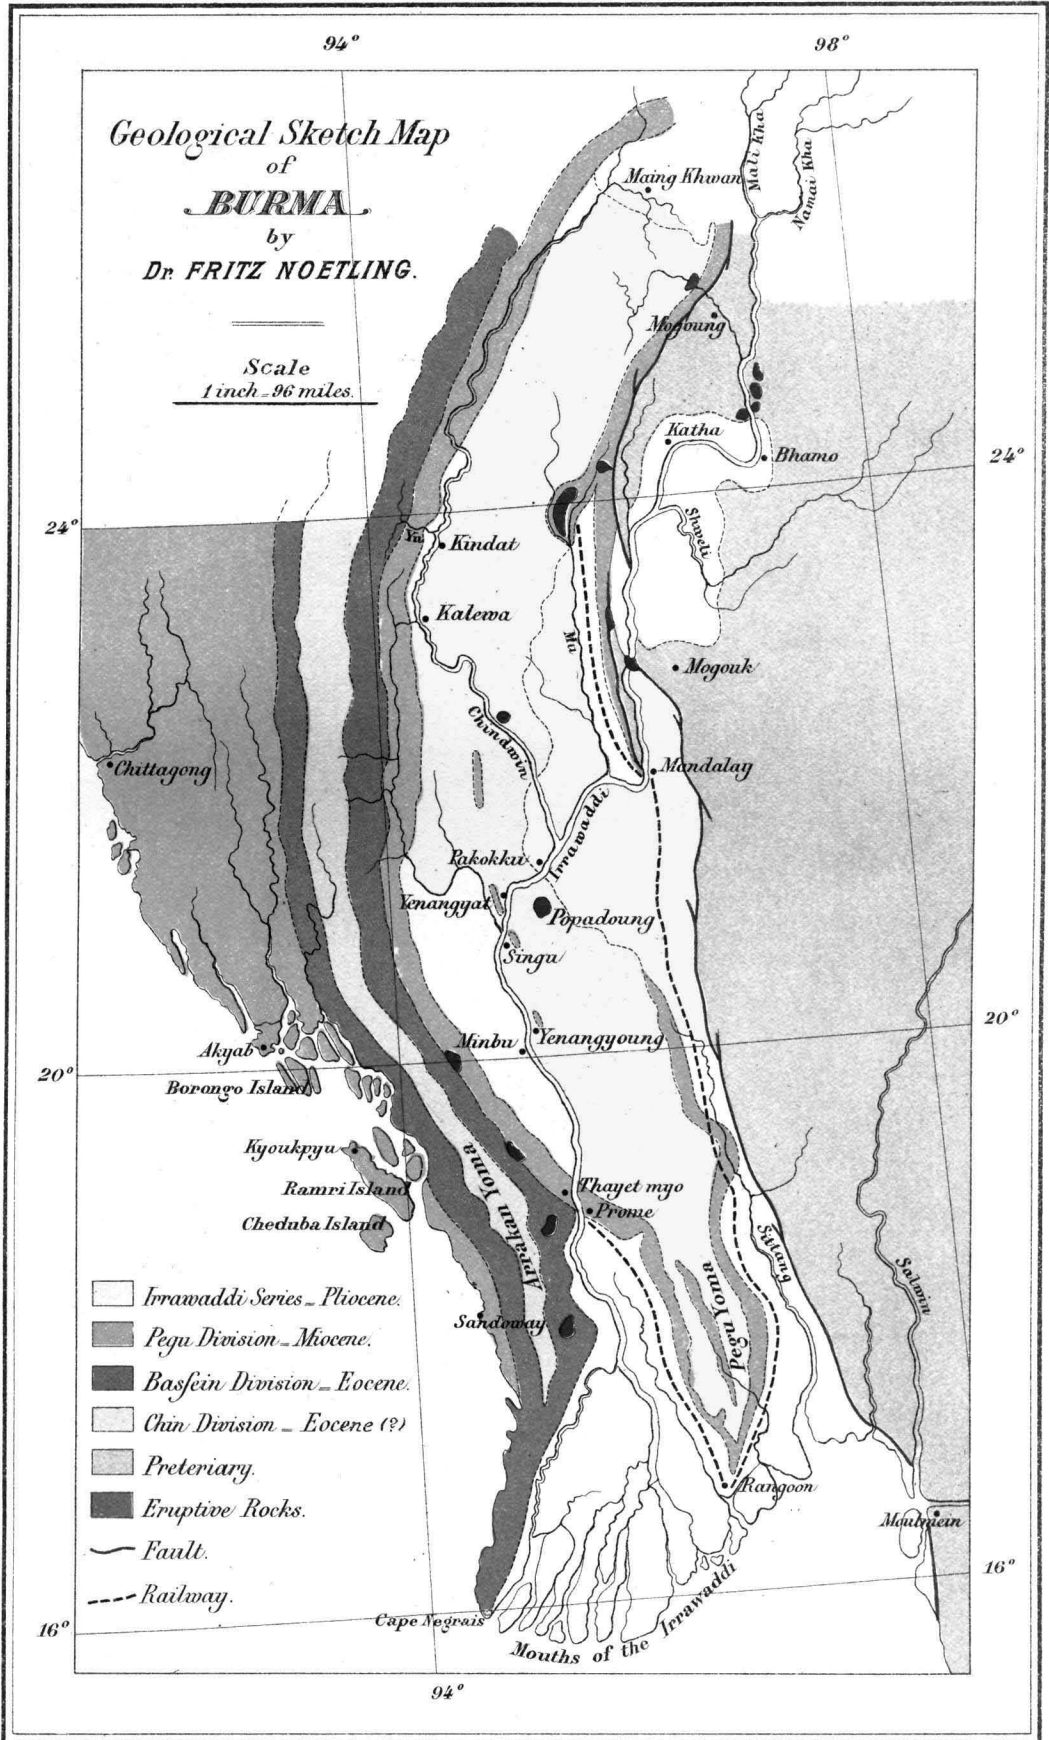 94°
98°
Geological Sketch Map
of
BURMA
by
Dr. FRITZ NOETLING.
Scale
1 inch = 96 miles.
Mali Kha
Namai Kha
Maing Khwan
Mogoung
Katha
Bhamo
24°
24°
Yu
Kindat
Shweli
Kalewa
Ma
Mogouk
Chindwin
Chittagong
Mandalay
Irrawaddi
Pakokku
Yenangyat
Popadoung
Singu
20°
Yenangyoung
Minbu
Akyab
20°
Borongo Island
Kyoukpyu
Ramri Island
Cheduba Island
Arrakan Yoma
Thayet myo
Prome
Sittang
Salwin
Pegu Yoma
Sandoway
Irrawaddi Series = Pliocene.
Pegu Division = Miocene.
Basſein Division = Eocene.
Chin Division = Eocene (?)
Preteriary.
Eruptive Rocks.
Fault.
Railway.
Rangoon
Moulmein
16°
Cape Negrais
16°
Mouths of the Irrawaddi
94°